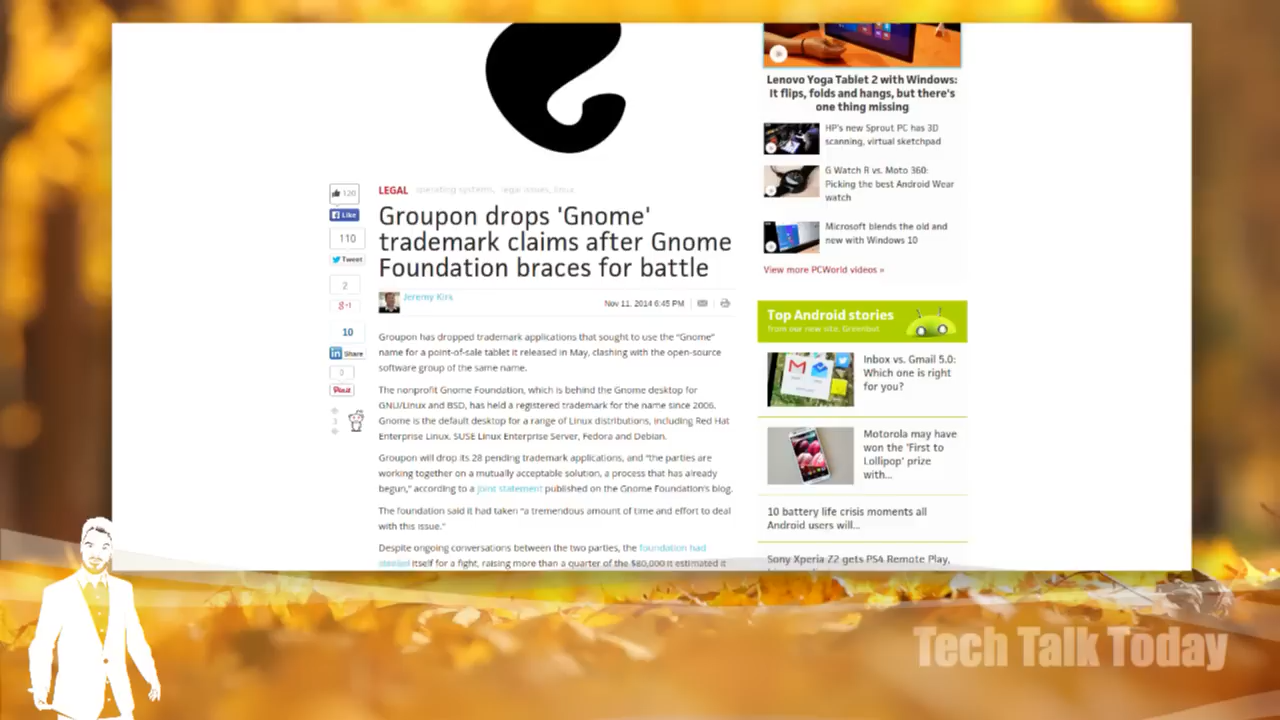 120
Like
110
Tweet
2
g+1
10
in Share
0
Pinit
3
LEGAL operating systems, legal issues, linux
Groupon drops 'Gnome'
trademark claims after Gnome
Foundation braces for battle
Jeremy Kirk
Nov 11, 2014 6:45 PM
Groupon has dropped trademark applications that sought to use the "Gnome"
name for a point-of-sale tablet it released in May, clashing with the open-source
software group of the same name.
The nonprofit Gnome Foundation, which is behind the Gnome desktop for
GNU/Linux and BSD, has held a registered trademark for the name since 2006.
Gnome is the default desktop for a range of Linux distributions, including Red Hat
Enterprise Linux, SUSE Linux Enterprise Server, Fedora and Debian.
Groupon will drop its 28 pending trademark applications, and "the parties are
working together on a mutually acceptable solution, a process that has already
begun," according to a joint statement published on the Gnome Foundation's blog.
The foundation said it had taken "a tremendous amount of time and effort to deal
with this issue."
Despite ongoing conversations between the two parties, the foundation had
steeled itself for a fight, raising more than a quarter of the $80,000 it estimated it
Lenovo Yoga Tablet 2 with Windows:
It flips, folds and hangs, but there's
one thing missing
HP's new Sprout PC has 3D
scanning, virtual sketchpad
G Watch R vs. Moto 360:
Picking the best Android Wear
watch
Microsoft blends the old and
new with Windows 10
View more PCWorld videos »
Top Android stories
from our new site, Greenbot
Inbox vs. Gmail 5.0:
Which one is right
for you?
Motorola may have
won the 'First to
Lollipop' prize
with...
10 battery life crisis moments all
Android users will...
Sony Xperia Z2 gets PS4 Remote Play,
Tech Talk Today